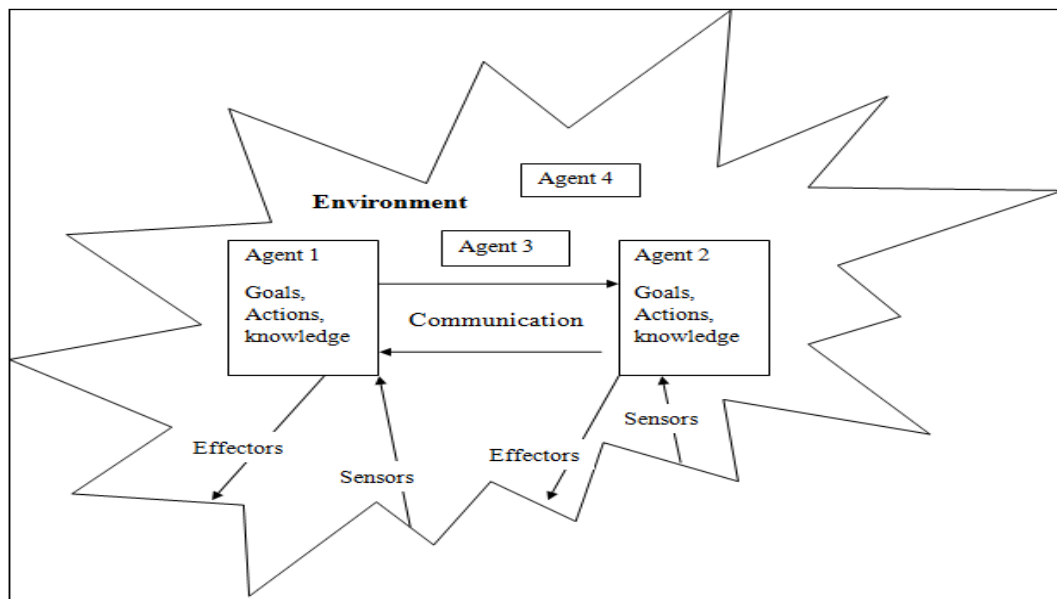 Agent 4
Environment
Agent 3
Agent 1
Goals,
Actions,
knowledge
Communication
Agent 2
Goals,
Actions,
knowledge
Effectors
Sensors
Effectors
Sensors